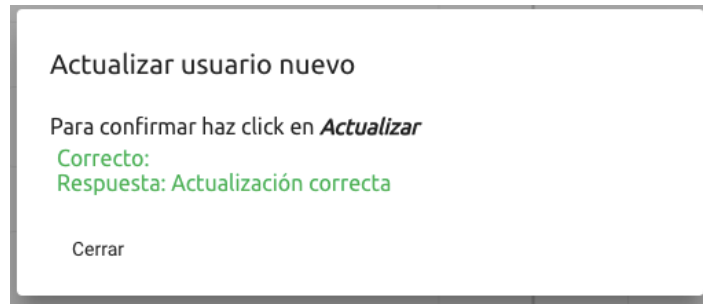 Actualizar usuario nuevo
Para confirmar haz click en Actualizar
Correcto:
Respuesta: Actualización correcta
Cerrar